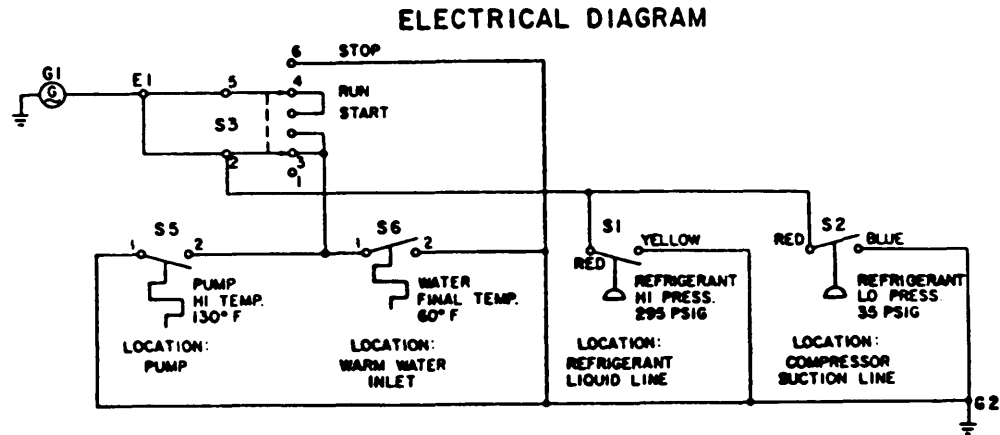 ELECTRICAL DIAGRAM
6 STOP
G1
G
E1
5
4
RUN
START
S3
2
3
1
S5
1
2
S6
1
2
S1
YELLOW
RED
S2
RED
BLUE
PUMP
HI TEMP.
130° F
WATER
FINAL TEMP.
60° F
REFRIGERANT
HI PRESS.
295 PSIG
REFRIGERANT
LO PRESS.
35 PSIG
LOCATION:
PUMP
LOCATION:
WARM WATER
INLET
LOCATION:
REFRIGERANT
LIQUID LINE
LOCATION:
COMPRESSOR
SUCTION LINE
G2